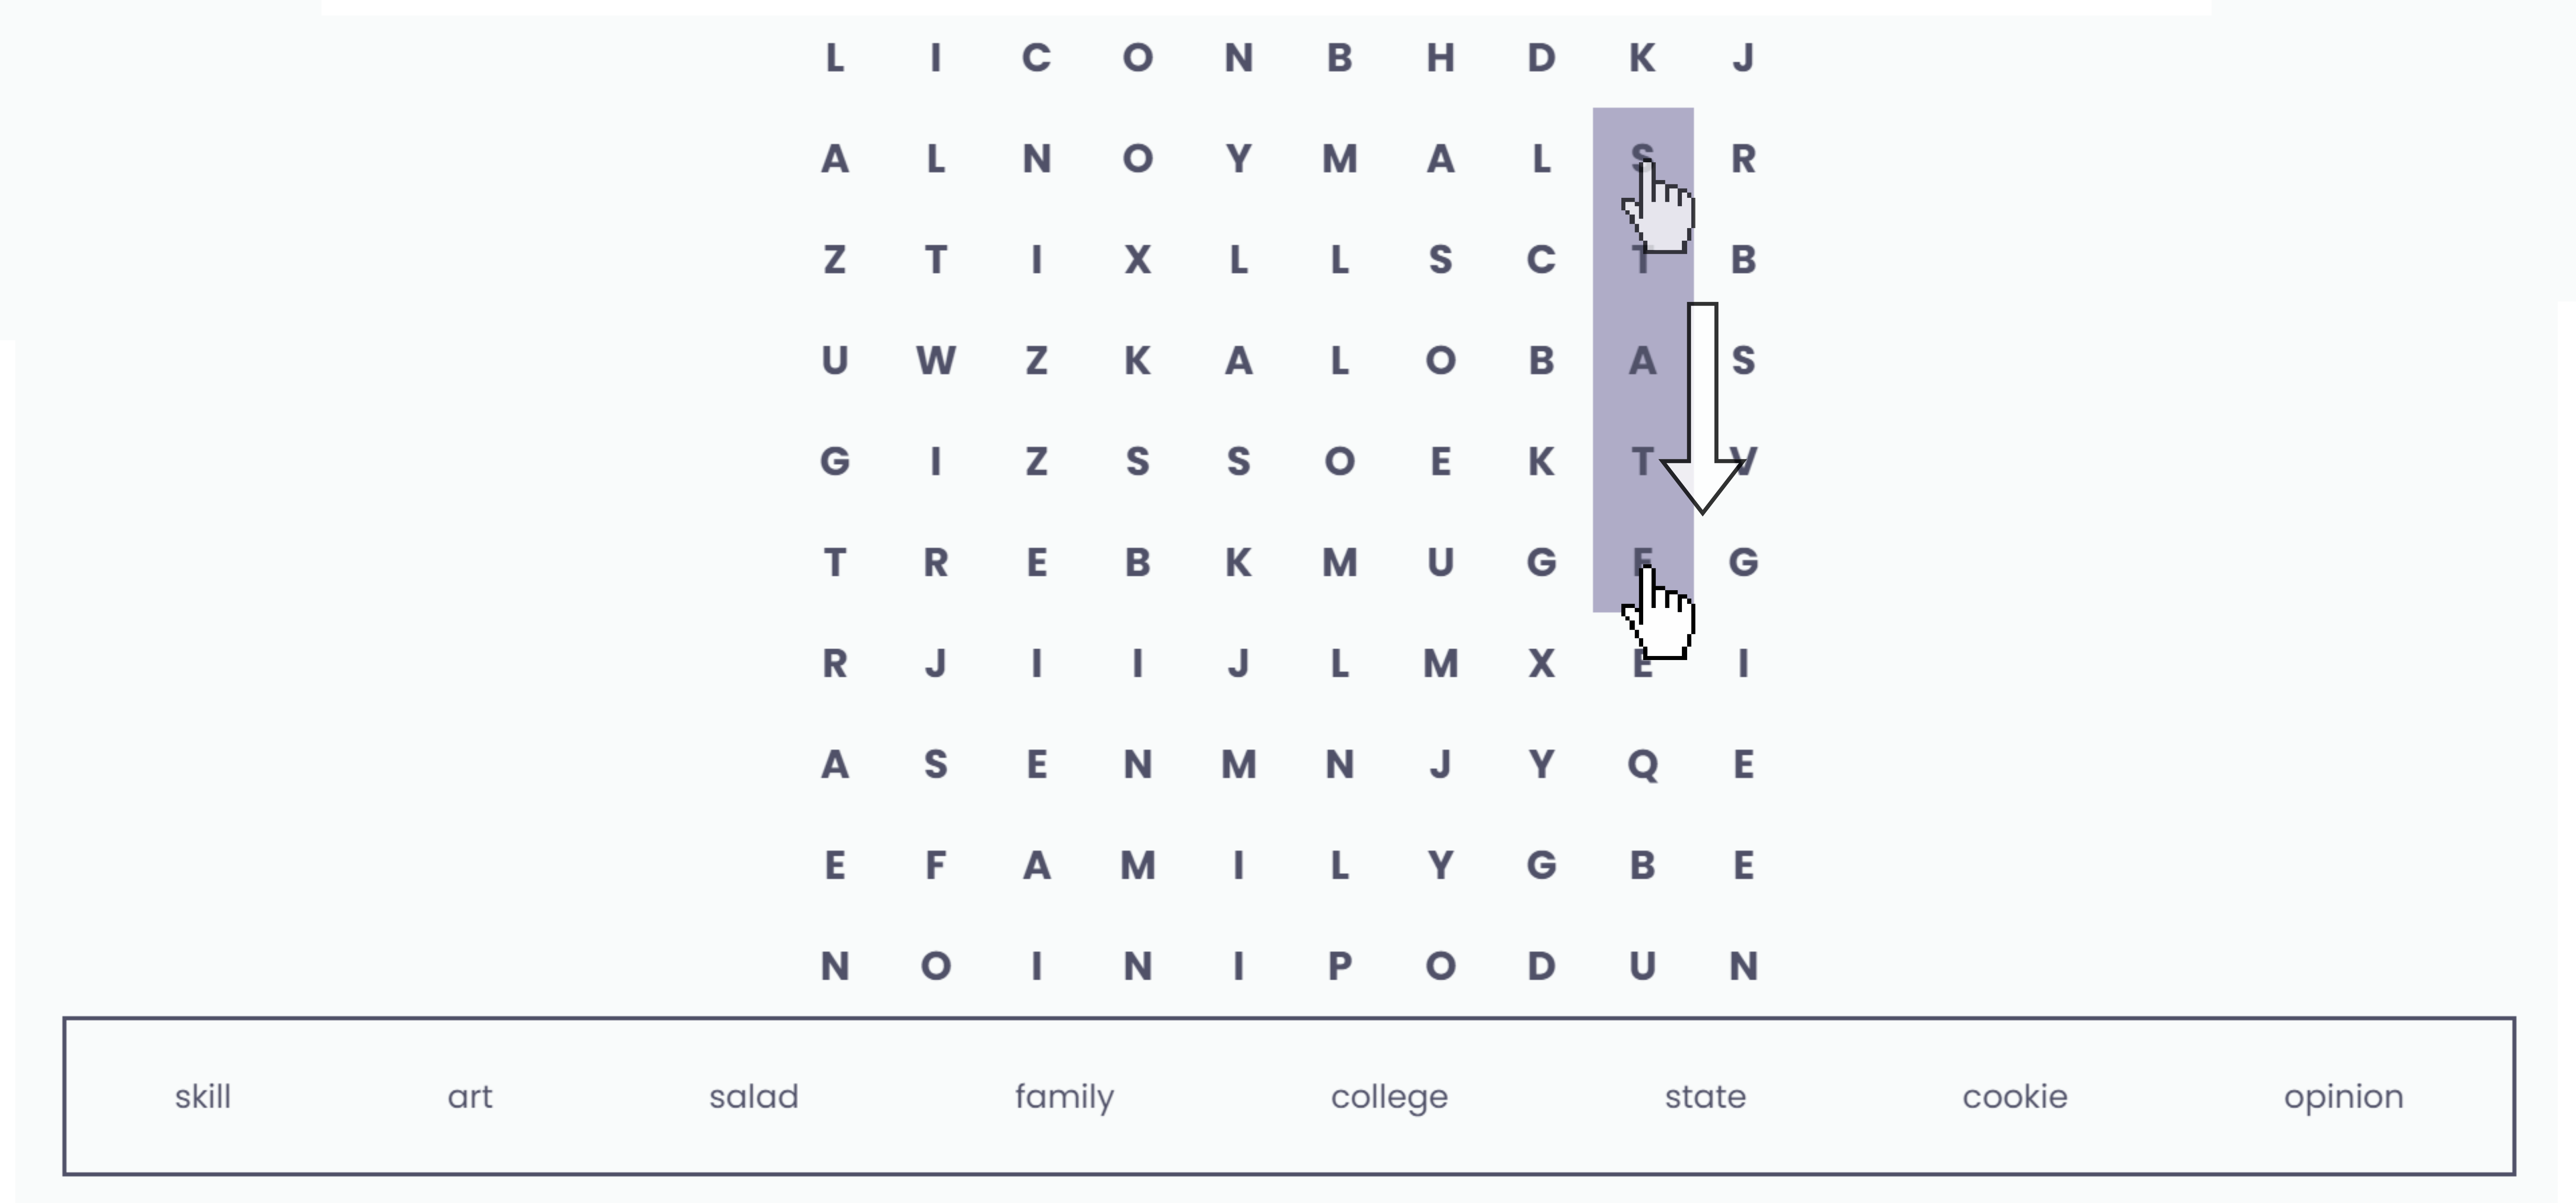 L I C O N B H D K J
A L N O Y M A L S R
Z T I X L L S C T B
U W Z K A L O B A S
G I Z S S O E K T V
T R E B K M U G E G
R J I I J L M X E I
A S E N M N J Y Q E
E F A M I L Y G B E
N O I N I P O D U N
skill art salad family college state cookie opinion